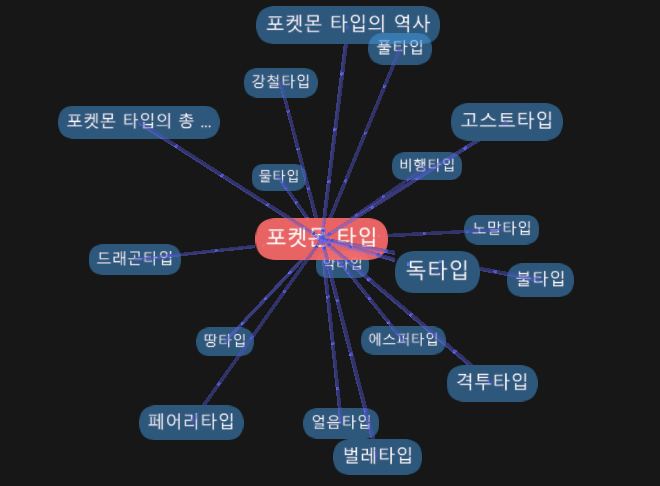 포켓몬 타입의 역사
풀타입
강철타입
포켓몬 타입의 총 ...
고스트타입
비행타입
물타입
노말타입
포켓몬 타입
드래곤타입
악타입
독타입
불타입
땅타입
에스퍼타입
격투타입
페어리타입
얼음타입
벌레타입